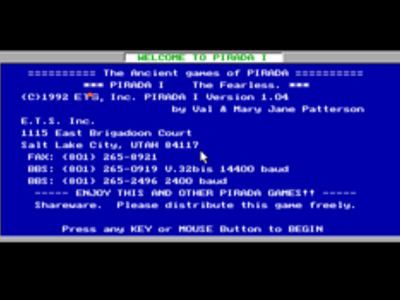 WELCOME TO PIRADA I
========== The Ancient games of PIRADA ==========
*** PIRADA I The Fearless. ***
(C)1992 ETS, Inc. PIRADA I Version 1.04
by Val & Mary Jane Patterson
E.T.S. Inc.
1115 East Brigadoon Court
Salt Lake City, UTAH 84117
FAX: (801) 265-8921
BBS: (801) 265-0919 V.32bis 14400 baud
BBS: (801) 265-2496 2400 baud
----- ENJOY THIS AND OTHER PIRADA GAMES!! -----
Shareware. Please distribute this game freely.
Press any KEY or MOUSE Button to BEGIN